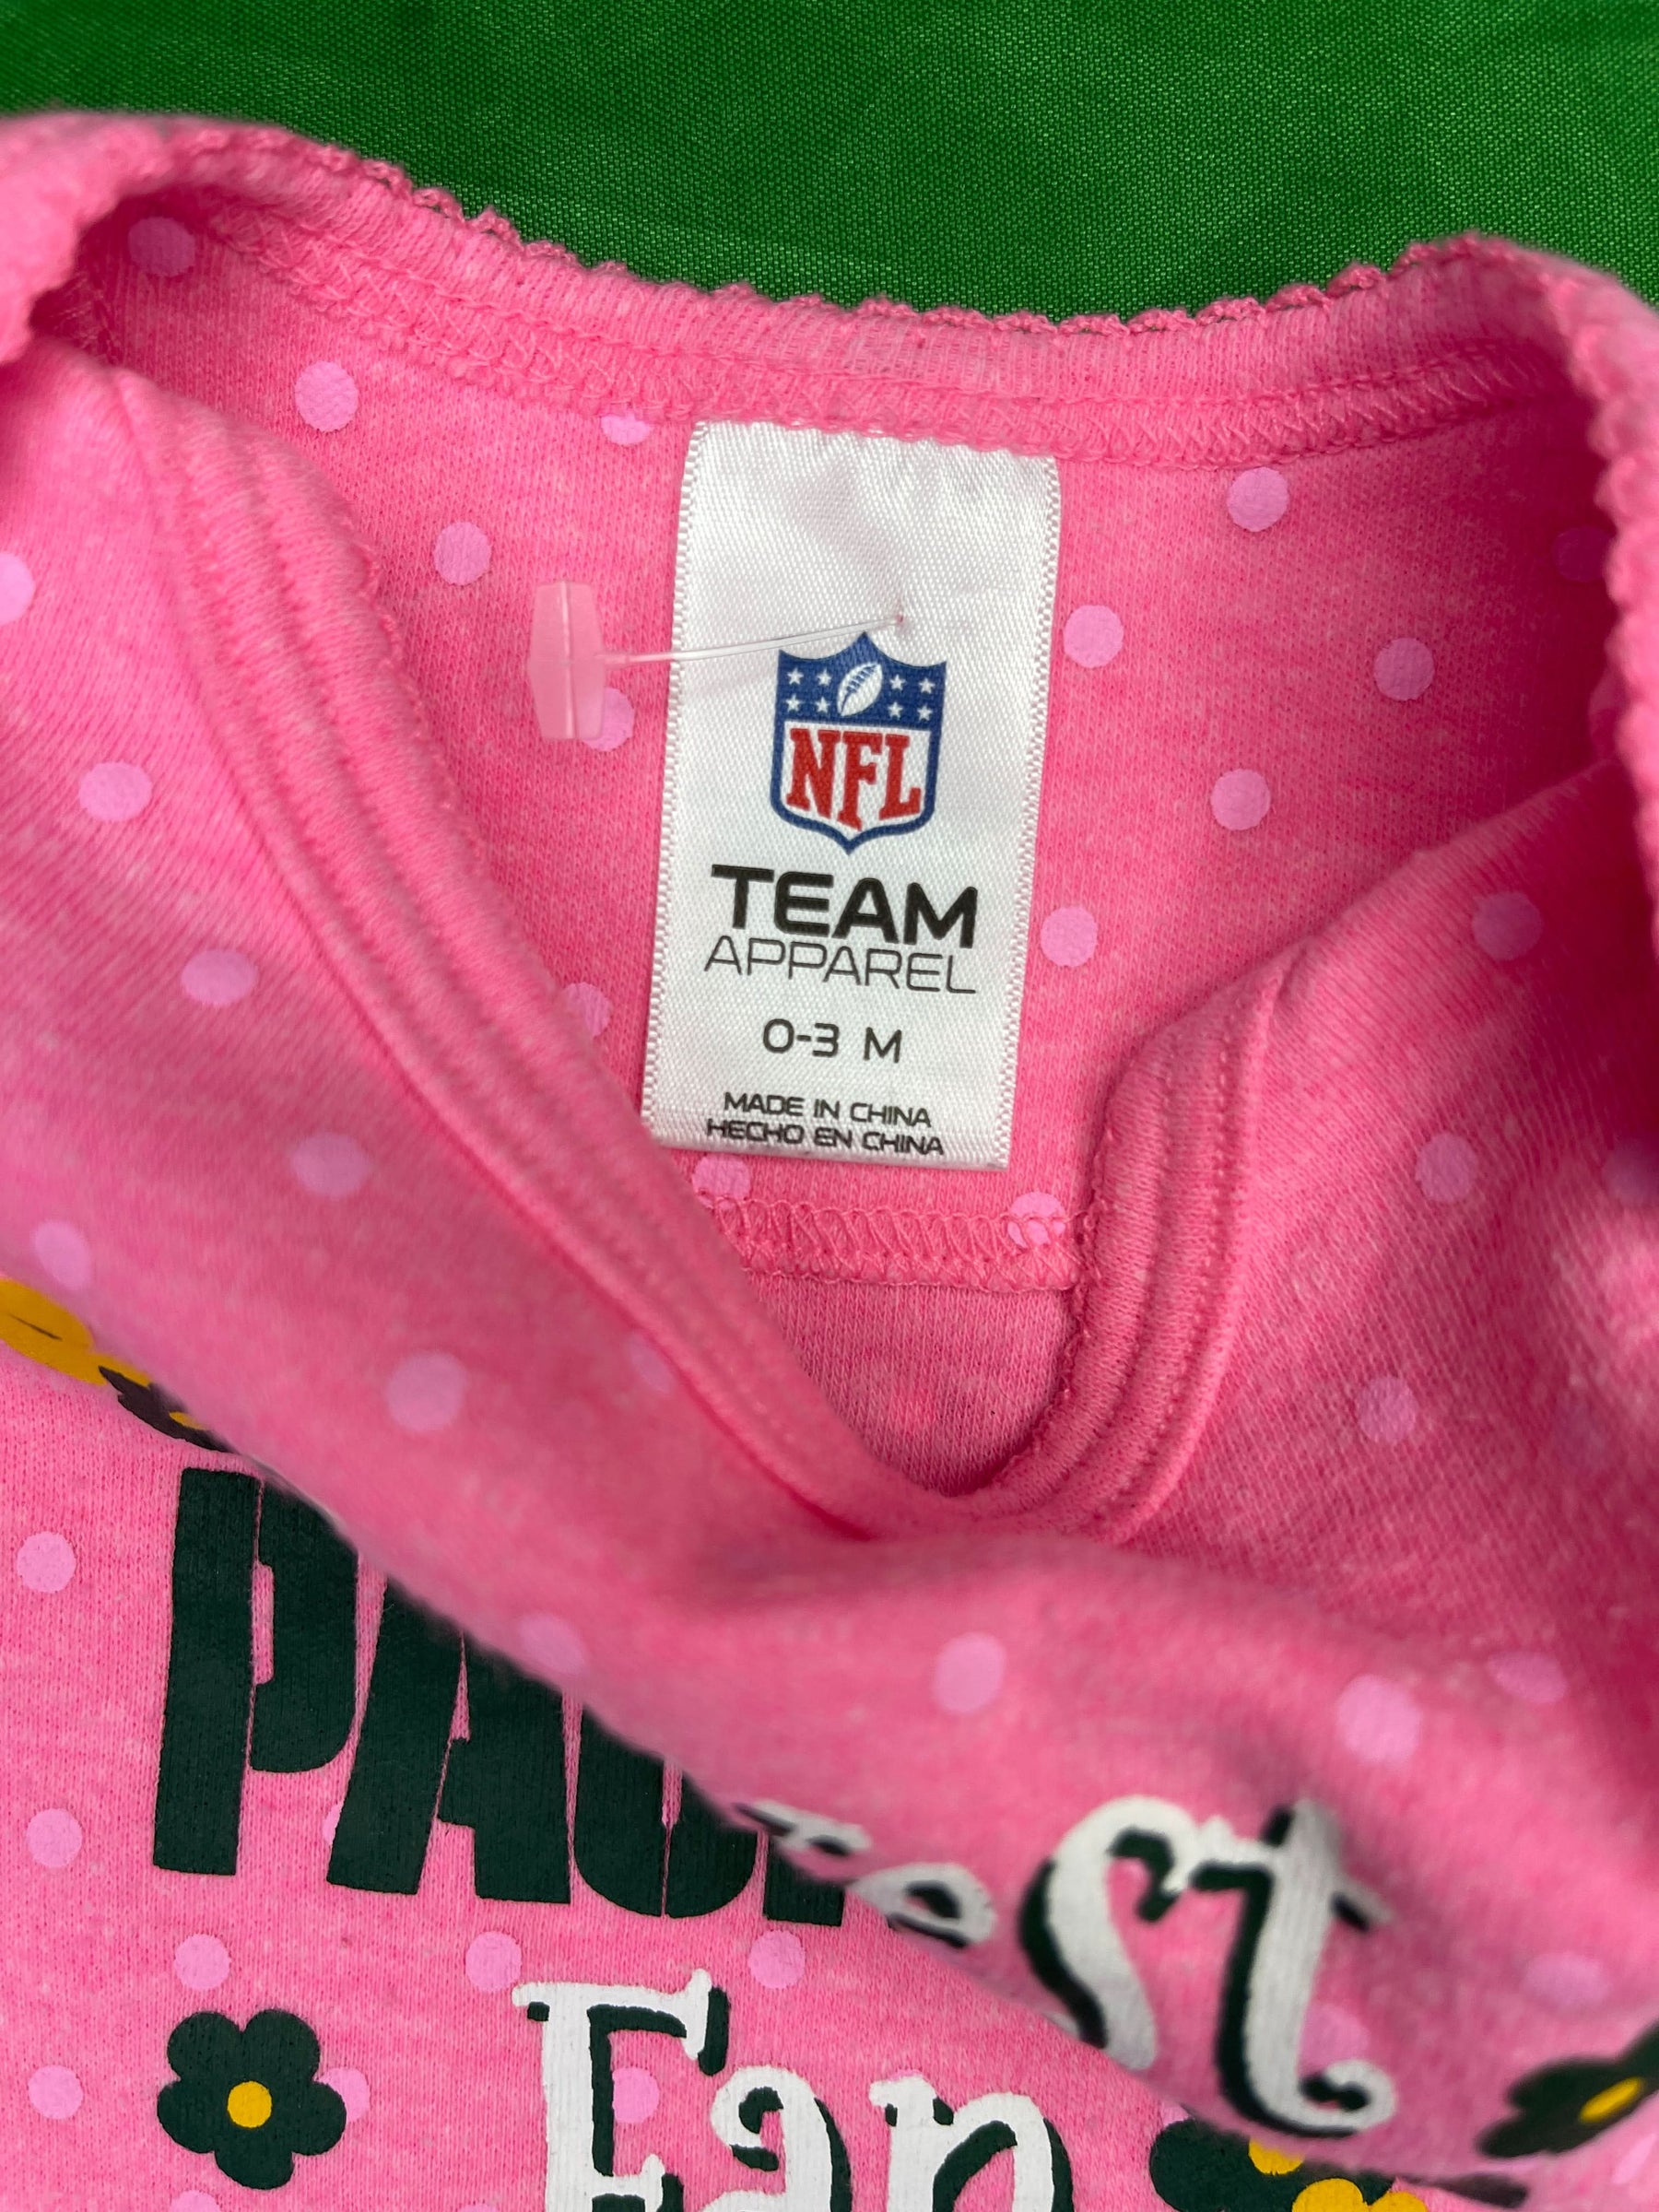 NFL
TEAM
APPAREL
0-3 M
MADE IN CHINA
HECHO EN CHINA
Fan